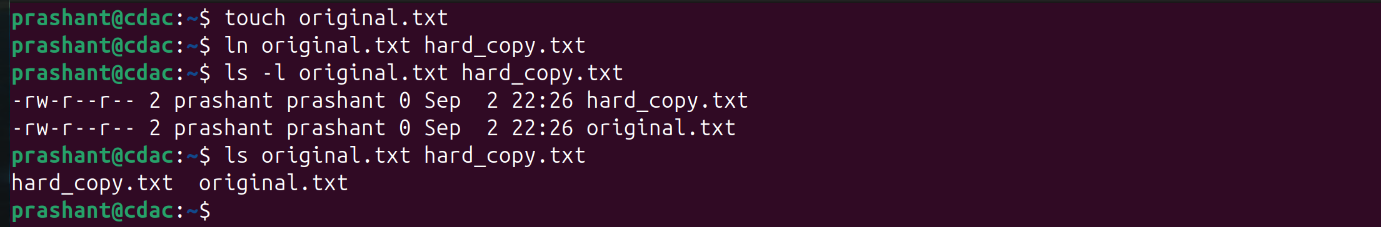 prashant@cdac:~$ touch original.txt
prashant@cdac:~$ ln original.txt hard_copy.txt
prashant@cdac:~$ ls -l original.txt hard_copy.txt
-rw-r--r-- 2 prashant prashant 0 Sep  2 22:26 hard_copy.txt
-rw-r--r-- 2 prashant prashant 0 Sep  2 22:26 original.txt
prashant@cdac:~$ ls original.txt hard_copy.txt
hard_copy.txt  original.txt
prashant@cdac:~$